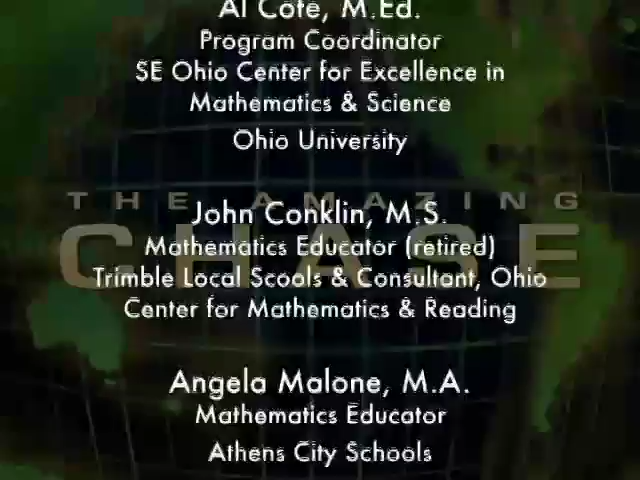 Al Cote, M.Ed.
Program Coordinator
SE Ohio Center for Excellence in
Mathematics & Science
Ohio University
THE AMAZING
CHASE
John Conklin, M.S.
Mathematics Educator (retired)
Trimble Local Scools & Consultant, Ohio
Center for Mathematics & Reading
Angela Malone, M.A.
Mathematics Educator
Athens City Schools